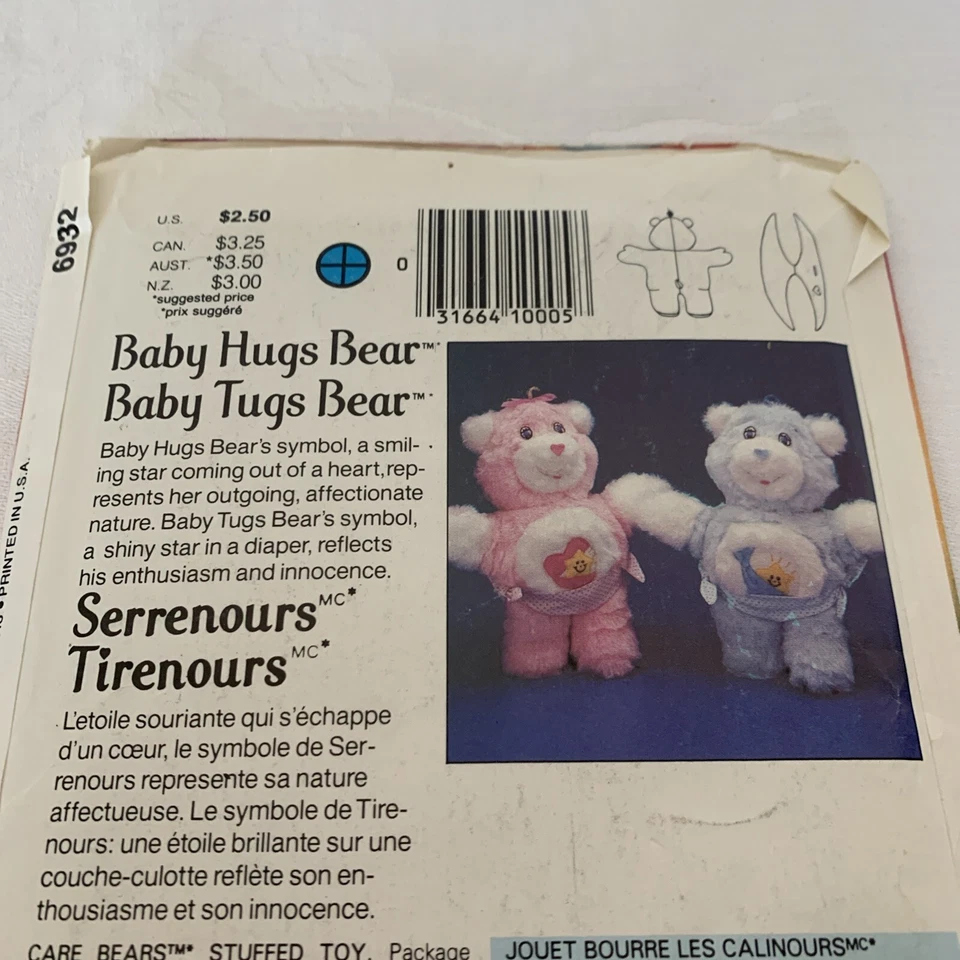 6932
U.S. $2.50
CAN. $3.25
AUST. *$3.50
N.Z. $3.00
*suggested price
*prix suggéré
0
31664 10005
Baby Hugs Bear™*
Baby Tugs Bear™*
Baby Hugs Bear's symbol, a smil-
ing star coming out of a heart, rep-
resents her outgoing, affectionate
nature. Baby Tugs Bear's symbol,
a shiny star in a diaper, reflects
his enthusiasm and innocence.
Serrenours MC*
Tirenours MC*
L'etoile souriante qui s'échappe
d'un cœur, le symbole de Ser-
renours represente sa nature
affectueuse. Le symbole de Tire-
nours: une étoile brillante sur une
couche-culotte reflète son en-
thousiasme et son innocence.
CARE BEARS™* STUFFED TOY. Package
JOUET BOURRE LES CALINOURS MC*
PRINTED IN U.S.A.